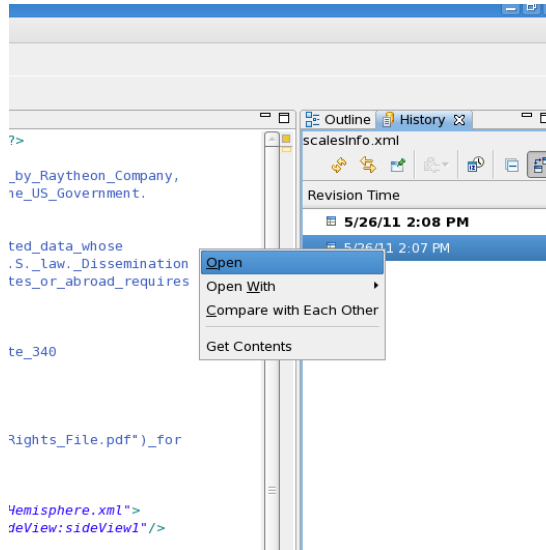 Outline History
?>
scalesInfo.xml
_by_Raytheon_Company,
ne_US_Government.
Revision Time
5/26/11 2:08 PM
ted_data_whose
5/26/11 2:07 PM
.S._law._Dissemination
tes_or_abroad_requires
Open
Open With
Compare with Each Other
Get Contents
te_340
Rights_File.pdf")_for
Hemisphere.xml">
deView:sideView1"/>